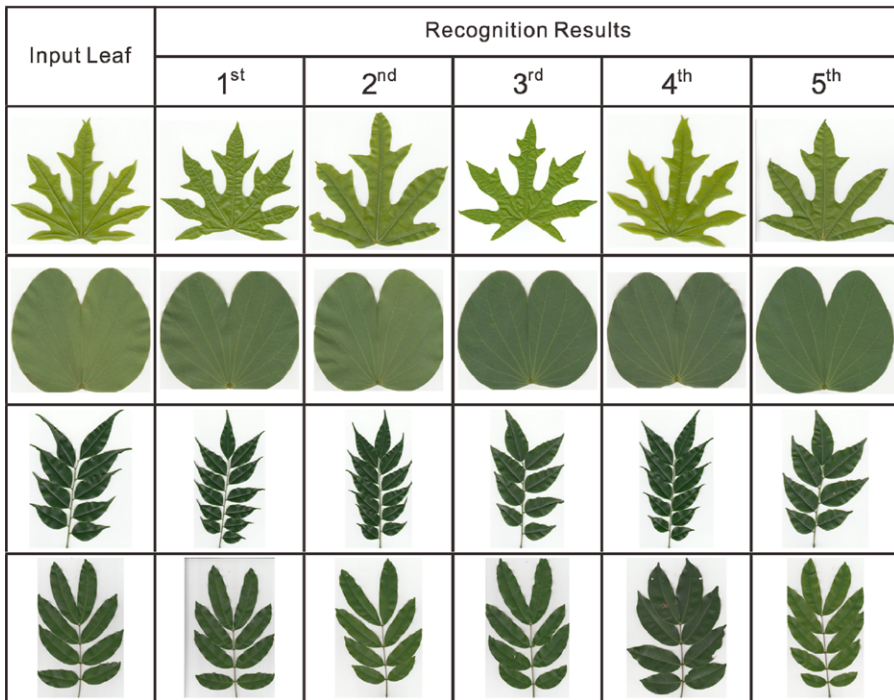 Input Leaf
Recognition Results
1st
2nd
3rd
4th
5th